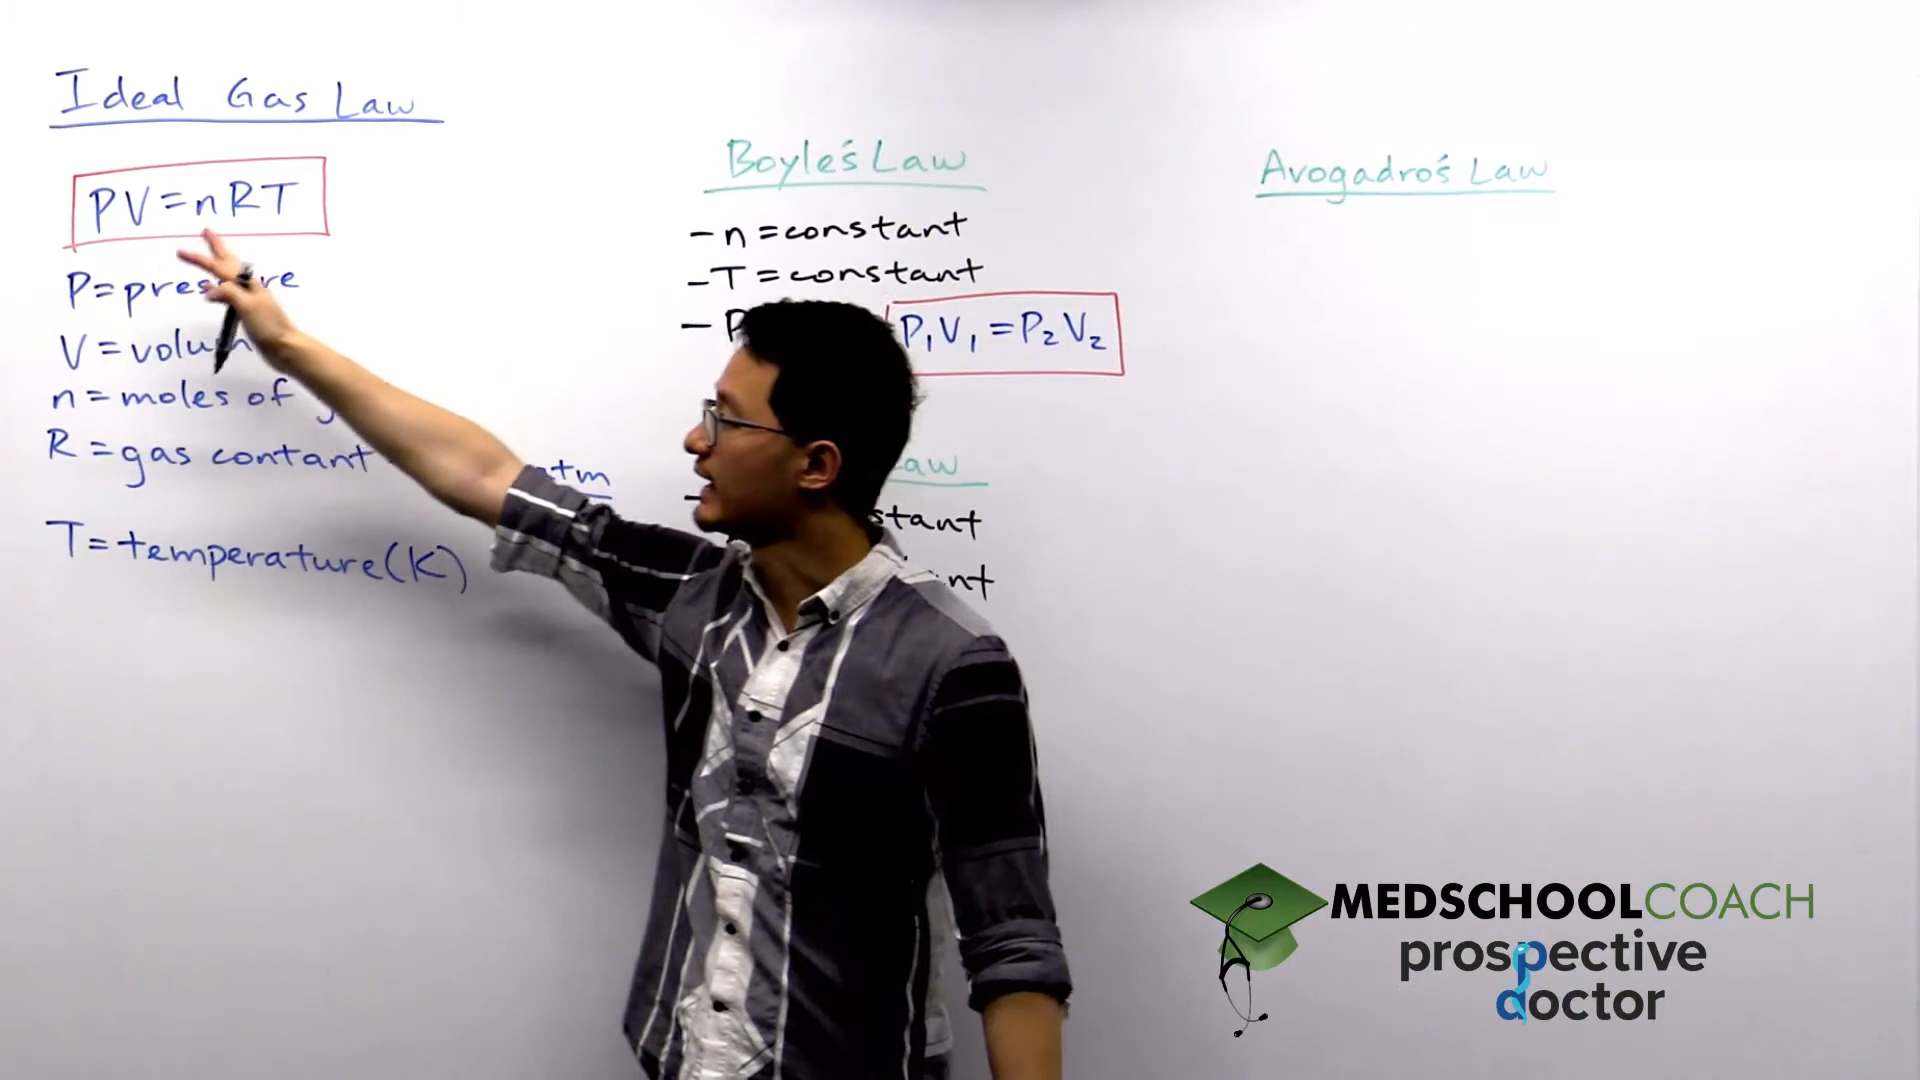 Ideal Gas Law
PV=nRT
P=pressure
V=volum
n=moles of
R=gas contant
atm
T=temperature(K)
Boyle's Law
-n=constant
-T=constant
-P
P₁V₁=P₂V₂
Law
-
stant
nt
Avogadro's Law
MEDSCHOOLCOACH
prospective
doctor